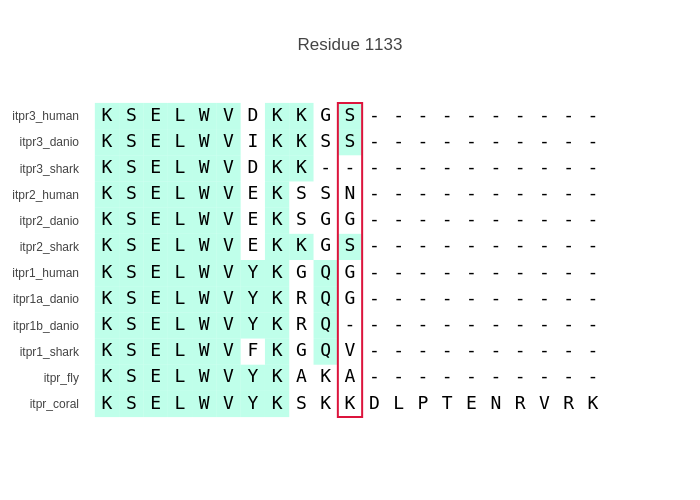 Residue 1133
itpr3_human K S E L W V D K K G S - - - - - - - - - -
itpr3_danio K S E L W V I K K S S - - - - - - - - - -
itpr3_shark K S E L W V D K K - - - - - - - - - - - -
itpr2_human K S E L W V E K S S N - - - - - - - - - -
itpr2_danio K S E L W V E K S G G - - - - - - - - - -
itpr2_shark K S E L W V E K K G S - - - - - - - - - -
itpr1_human K S E L W V Y K G Q G - - - - - - - - - -
itpr1a_danio K S E L W V Y K R Q G - - - - - - - - - -
itpr1b_danio K S E L W V Y K R Q - - - - - - - - - - -
itpr1_shark K S E L W V F K G Q V - - - - - - - - - -
itpr_fly K S E L W V Y K A K A - - - - - - - - - -
itpr_coral K S E L W V Y K S K K D L P T E N R V R K